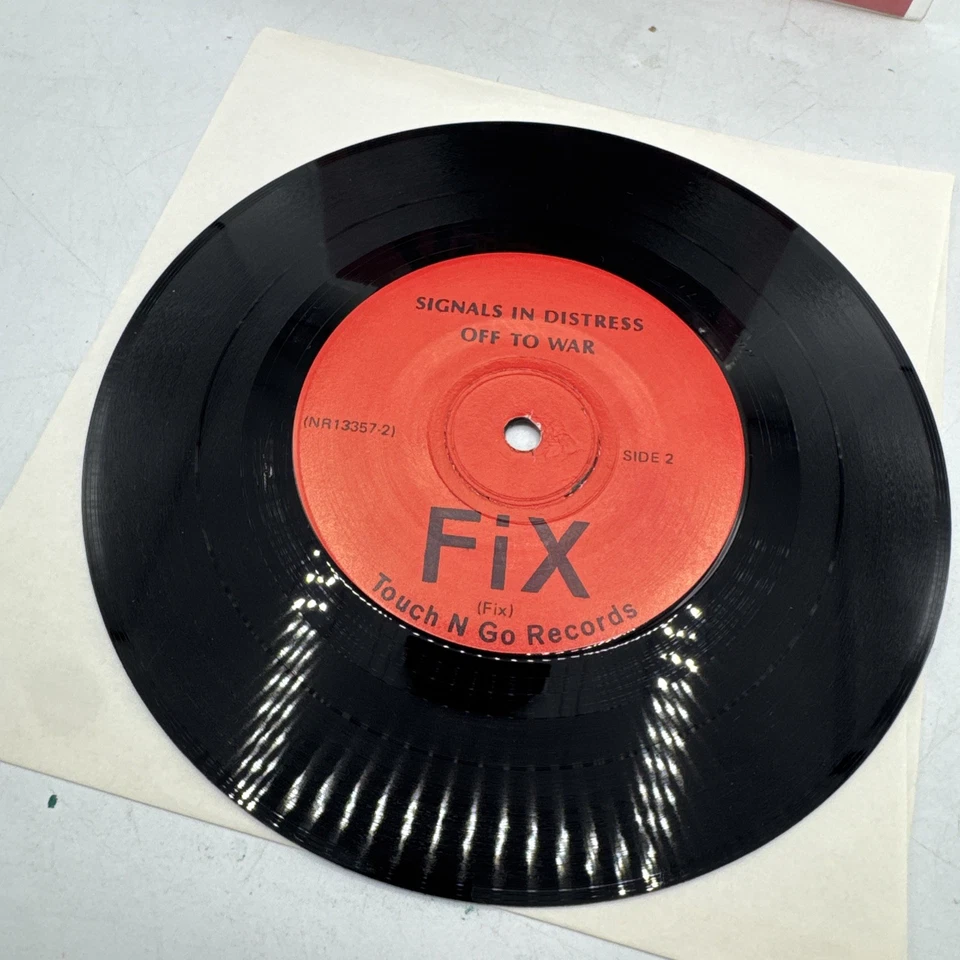 SIGNALS IN DISTRESS
OFF TO WAR
(NR13357-2)
SIDE 2
FiX
(Fix)
Touch N Go Records